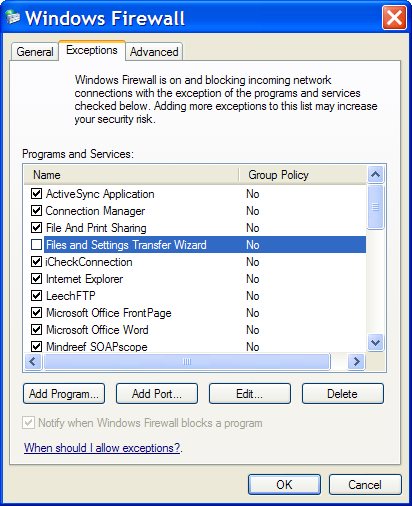 Windows Firewall
General Exceptions Advanced
Windows Firewall is on and blocking incoming network
connections with the exception of the programs and services
checked below. Adding more exceptions to this list may increase
your security risk.
Programs and Services:
Name Group Policy
ActiveSync Application No
Connection Manager No
File And Print Sharing No
Files and Settings Transfer Wizard No
iCheckConnection No
Internet Explorer No
LeechFTP No
Microsoft Office FrontPage No
Microsoft Office Word No
Mindreef SOAPscope No
Add Program... Add Port... Edit... Delete
Notify when Windows Firewall blocks a program
When should I allow exceptions?.
OK Cancel